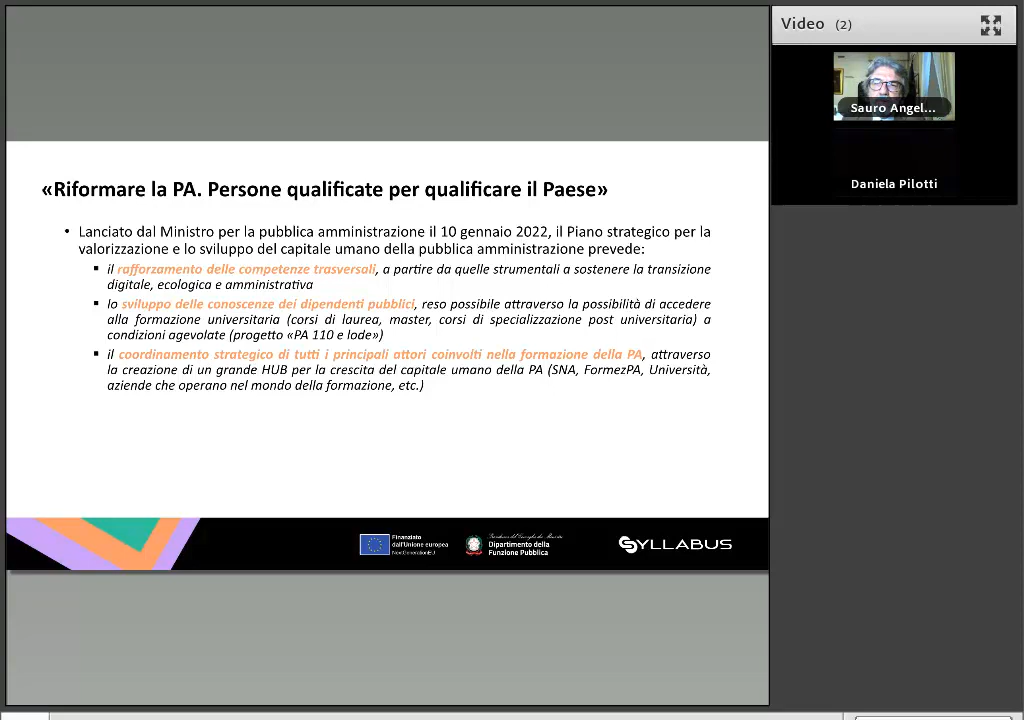 Video (2)
Sauro Angel...
Daniela Pilotti
«Riformare la PA. Persone qualificate per qualificare il Paese»
• Lanciato dal Ministro per la pubblica amministrazione il 10 gennaio 2022, il Piano strategico per la
valorizzazione e lo sviluppo del capitale umano della pubblica amministrazione prevede:
▪ il rafforzamento delle competenze trasversali, a partire da quelle strumentali a sostenere la transizione
digitale, ecologica e amministrativa
▪ lo sviluppo delle conoscenze dei dipendenti pubblici, reso possibile attraverso la possibilità di accedere
alla formazione universitaria (corsi di laurea, master, corsi di specializzazione post universitaria) a
condizioni agevolate (progetto «PA 110 e lode»)
▪ il coordinamento strategico di tutti i principali attori coinvolti nella formazione della PA, attraverso
la creazione di un grande HUB per la crescita del capitale umano della PA (SNA, FormezPA, Università,
aziende che operano nel mondo della formazione, etc.)
Finanziato
dall'Unione europea
NextGenerationEU
Presidenza del Consiglio dei Ministri
Dipartimento della
Funzione Pubblica
SYLLABUS